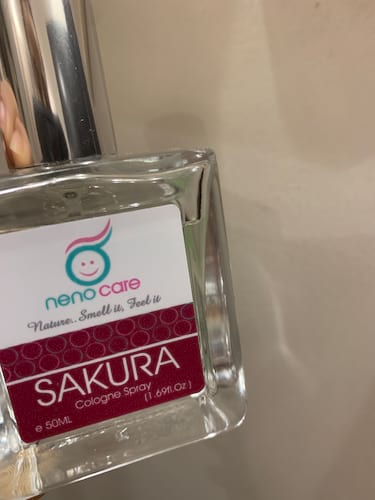 neno care
Nature.. Smell it, Feel it
SAKURA
Cologne Spray
(1.69fl.oz)
e 50ML